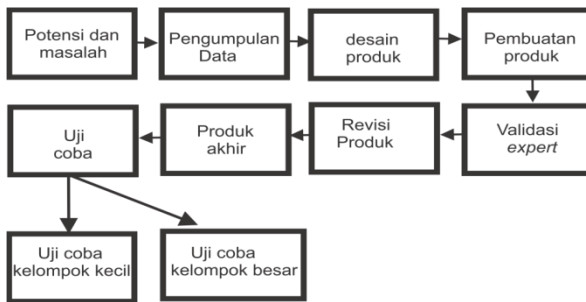 Potensi dan
masalah
Pengumpulan
Data
desain
produk
Pembuatan
produk
Validasi
expert
Revisi
Produk
Produk
akhir
Uji
coba
Uji coba
kelompok kecil
Uji coba
kelompok besar